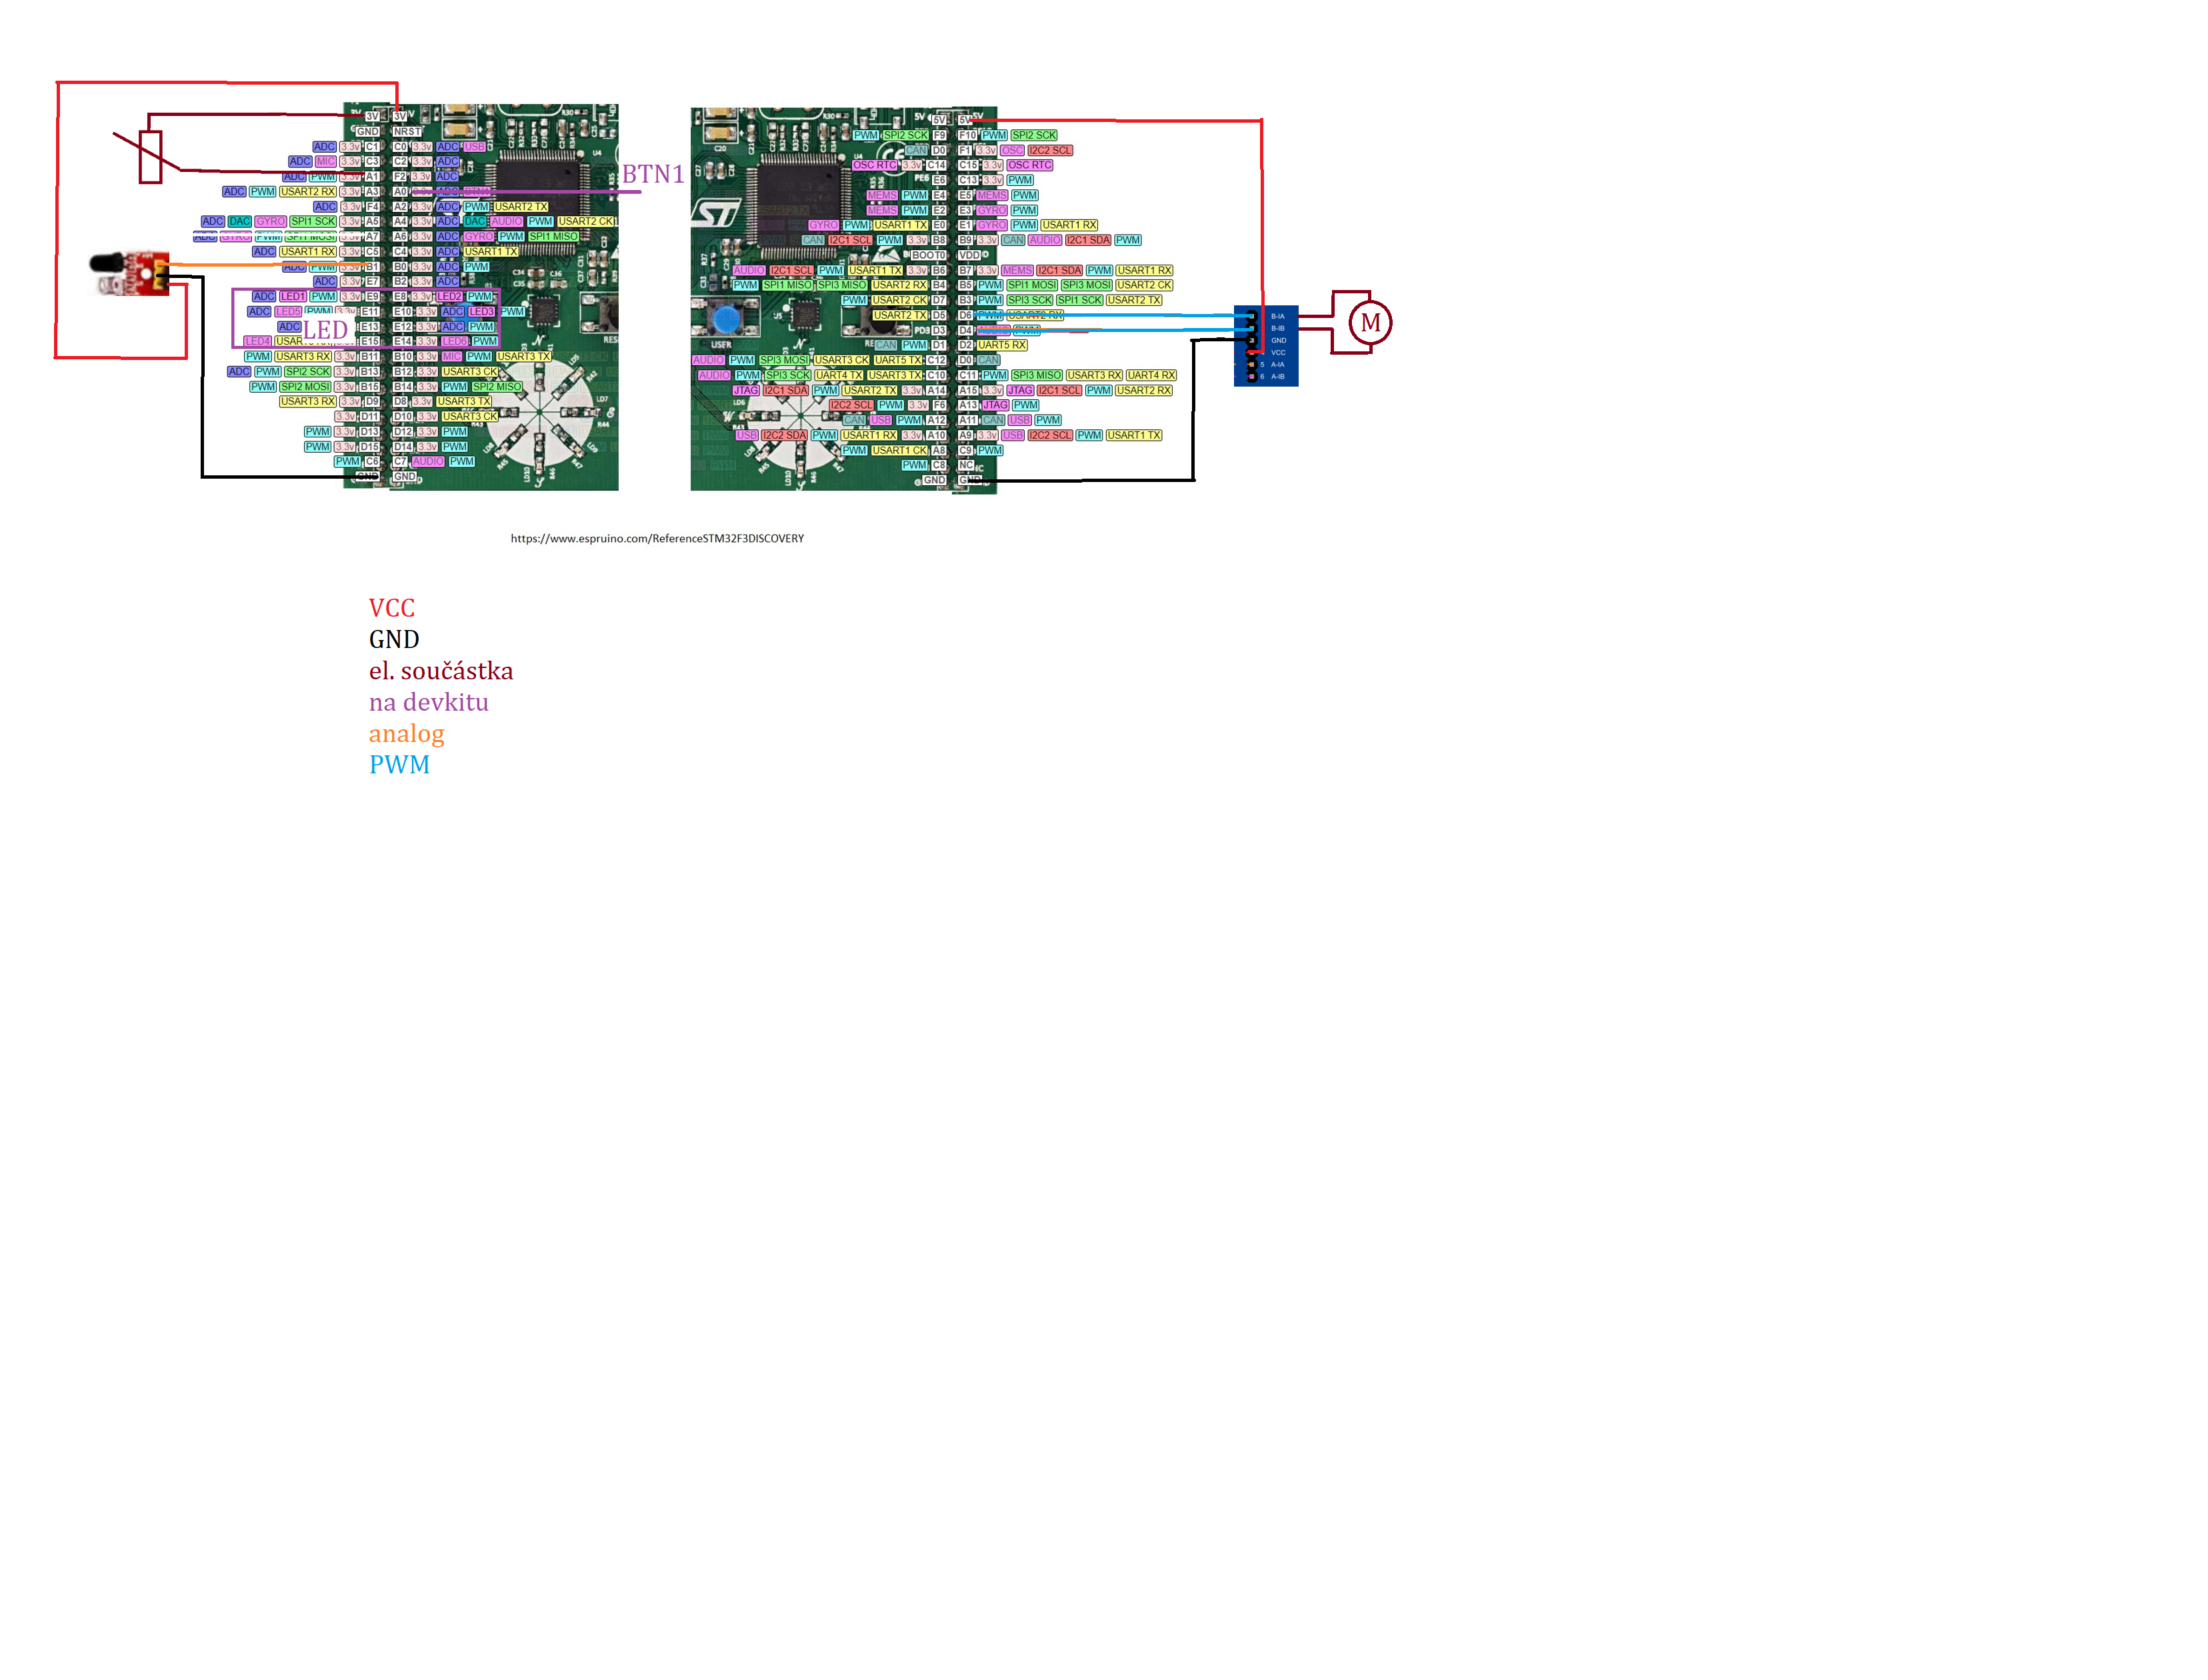 3V 3V
GND NRST
ADC 3.3v C1 C0 3.3v ADC USB
ADC MIC 3.3v C3 C2 3.3v ADC
ADC PWM 3.3v A1 F2 3.3v ADC
BTN1
ADC PWM USART2 RX 3.3v A3 A0 3.3v ADC
ADC 3.3v F4 A2 3.3v ADC PWM USART2 TX
ADC DAC GYRO SPI1 SCK 3.3v A5 A4 3.3v ADC DAC AUDIO PWM USART2 CK
ADC GYRO PWM SPI1 MOSI 3.3v A7 A6 3.3v ADC GYRO PWM SPI1 MISO
ADC USART1 RX 3.3v C5 C4 3.3v ADC USART1 TX
ADC PWM 3.3v B1 B0 3.3v ADC PWM
ADC 3.3v E7 B2 3.3v ADC
ADC LED1 PWM 3.3v E9 E8 3.3v LED2 PWM
ADC LED5 PWM 3.3v E11 E10 3.3v ADC LED3 PWM
LED
ADC E13 E12 3.3v ADC PWM
LED4 3.3v E15 E14 3.3v LED6 PWM
PWM USART3 RX 3.3v B11 B10 3.3v MIC PWM USART3 TX
ADC PWM SPI2 SCK 3.3v B13 B12 3.3v USART3 CK
PWM SPI2 MOSI 3.3v B15 B14 3.3v PWM SPI2 MISO
USART3 RX 3.3v D9 D8 3.3v USART3 TX
3.3v D11 D10 3.3v USART3 CK
PWM 3.3v D13 D12 3.3v PWM
PWM 3.3v D15 D14 3.3v PWM
PWM C6 C7 AUDIO PWM
GND GND
5V 5V
PWM SPI2 SCK F9 F10 PWM SPI2 SCK
CAN D0 F1 3.3v OSC I2C2 SCL
OSC RTC 3.3v C14 C15 3.3v OSC RTC
PE6 E6 C13 3.3v PWM
MEMS PWM E4 E5 MEMS PWM
MEMS PWM E2 E3 GYRO PWM
GYRO PWM USART1 TX E0 E1 GYRO PWM USART1 RX
CAN I2C1 SCL PWM 3.3v B8 B9 3.3v CAN AUDIO I2C1 SDA PWM
BOOT0 VDD
AUDIO I2C1 SCL PWM USART1 TX 3.3v B6 B7 3.3v MEMS I2C1 SDA PWM USART1 RX
PWM SPI1 MISO SPI3 MISO USART2 RX B4 B5 PWM SPI1 MOSI SPI3 MOSI USART2 CK
PWM USART2 CK D7 B3 PWM SPI3 SCK SPI1 SCK USART2 TX
USART2 TX D5 D6 PWM USART2 RX
PD3 D3 D4 PWM
CAN PWM D1 D2 UART5 RX
AUDIO PWM SPI3 MOSI USART3 CK UART5 TX C12 D0 CAN
AUDIO PWM SPI3 SCK UART4 TX USART3 TX C10 C11 PWM SPI3 MISO USART3 RX UART4 RX
JTAG I2C1 SDA PWM USART2 TX 3.3v A14 A15 3.3v JTAG I2C1 SCL PWM USART2 RX
I2C2 SCL PWM 3.3v F6 A13 JTAG PWM
CAN USB PWM A12 A11 CAN USB PWM
USB I2C2 SDA PWM USART1 RX 3.3v A10 A9 3.3v USB I2C2 SCL PWM USART1 TX
PWM USART1 CK A8 C9 PWM
PWM C8 NC
GND GND
USER
B-IA
B-IB
GND
VCC
5 A-IA
6 A-IB
M
https://www.espruino.com/ReferenceSTM32F3DISCOVERY
VCC
GND
el. součástka
na devkitu
analog
PWM